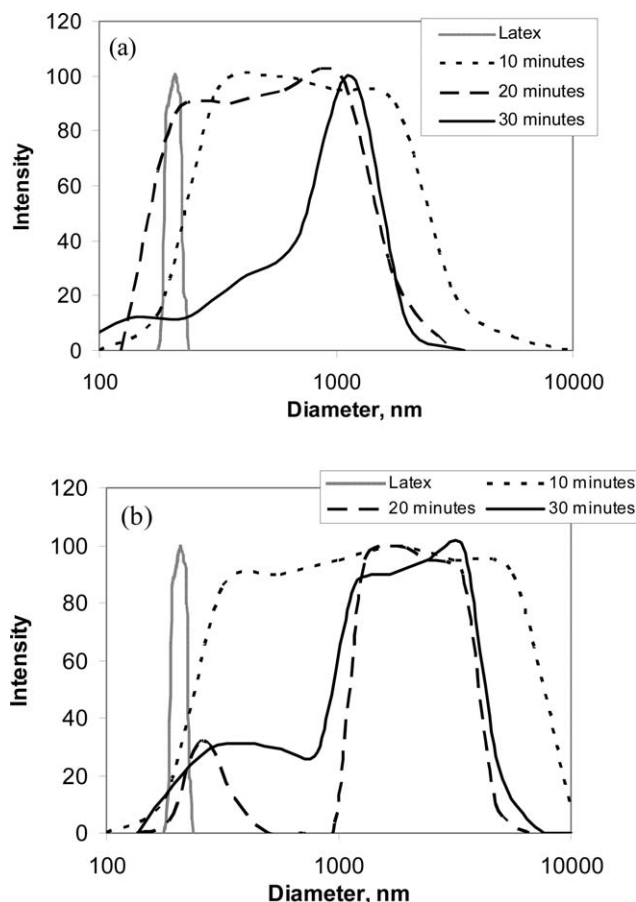 (a)
Latex
10 minutes
20 minutes
30 minutes
120
100
80
60
40
20
0
Intensity
100 1000 10000
Diameter, nm
(b)
Latex 10 minutes
20 minutes 30 minutes
120
100
80
60
40
20
0
Intensity
100 1000 10000
Diameter, nm